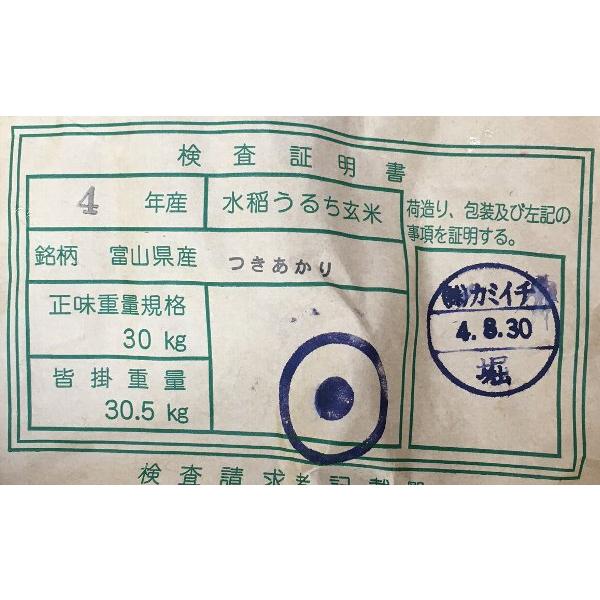 検査証明書
4 年産 水稲うるち玄米
銘柄 富山県産 つきあかり
正味重量規格
30 kg
皆掛重量
30.5 kg
荷造り、包装及び左記の
事項を証明する。
(株)カミイチ
4.8.30
堀
検査請求者記載